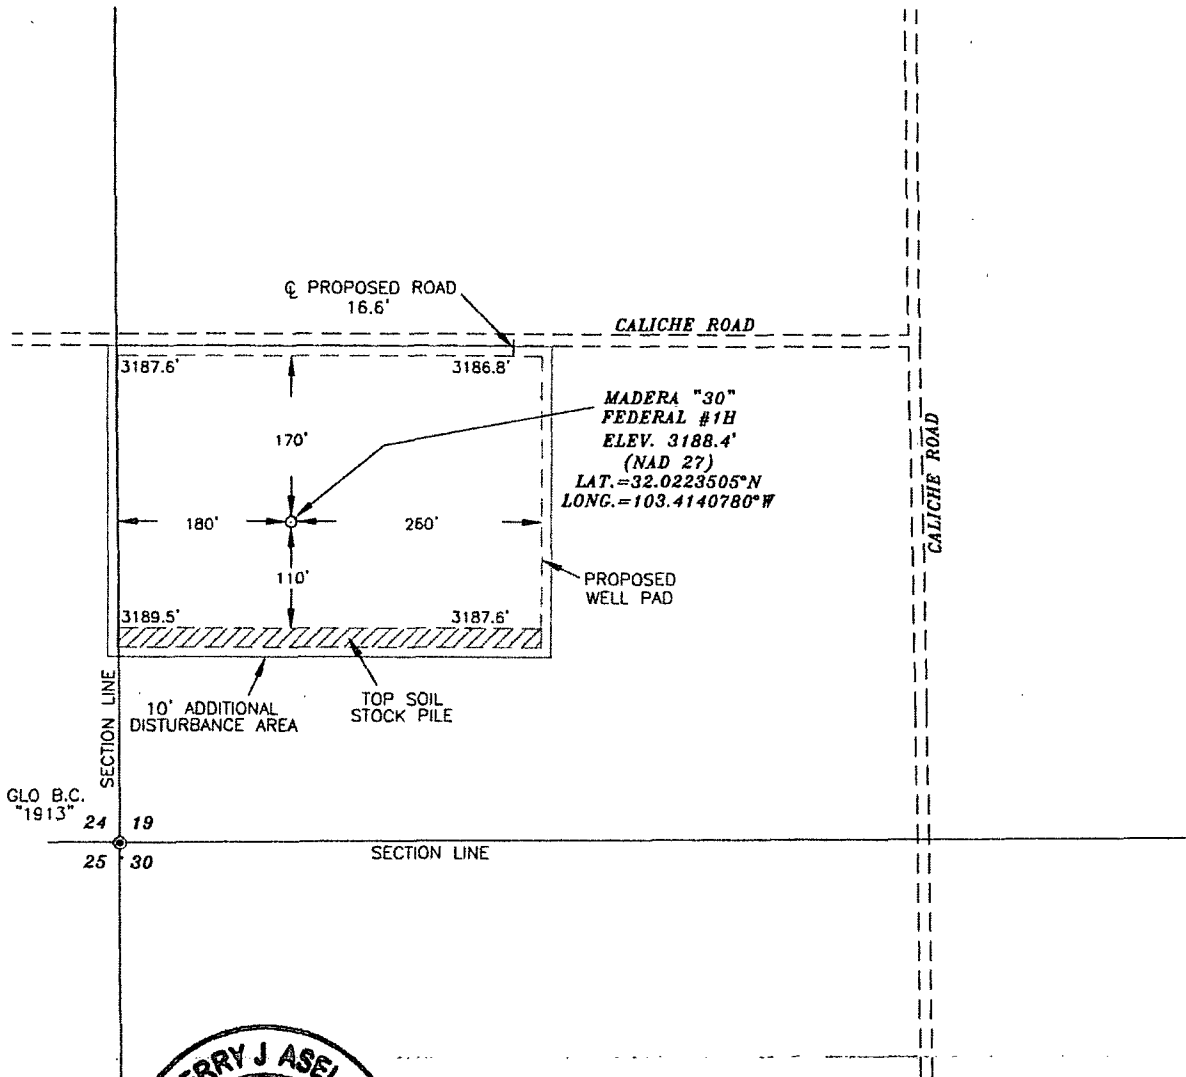 ℄ PROPOSED ROAD
16.6'
CALICHE ROAD
3187.6'
3186.8'
MADERA "30"
FEDERAL #1H
ELEV. 3188.4'
(NAD 27)
LAT.=32.0223505°N
LONG.=103.4140780°W
170'
CALICHE ROAD
180'
260'
110'
PROPOSED
WELL PAD
3189.5'
3187.6'
SECTION LINE
10' ADDITIONAL
DISTURBANCE AREA
TOP SOIL
STOCK PILE
GLO B.C.
"1913"
24 19
25 30
SECTION LINE
J